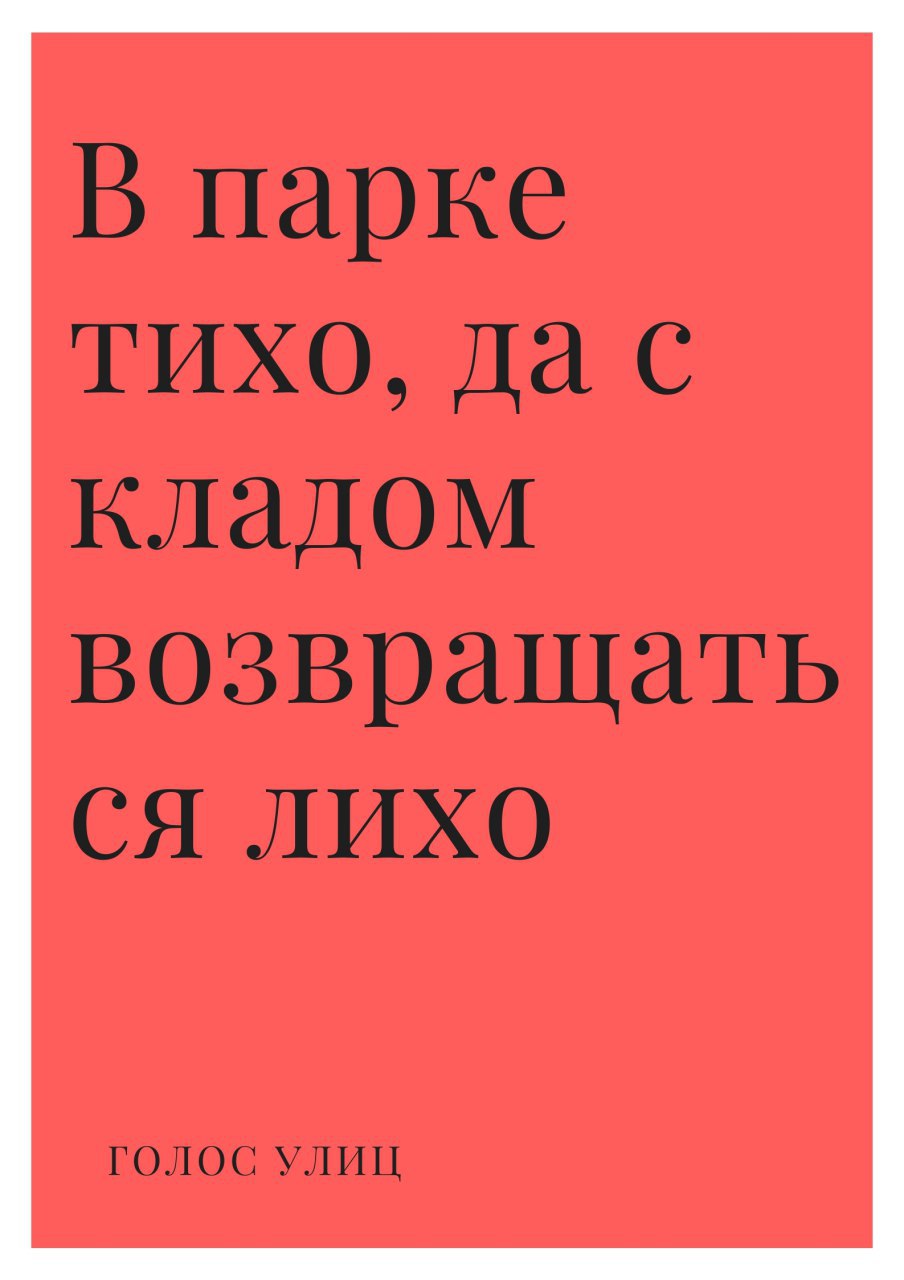 В парке
тихо, да с
кладом
возвращать
ся лихо
ГОЛОС УЛИЦ